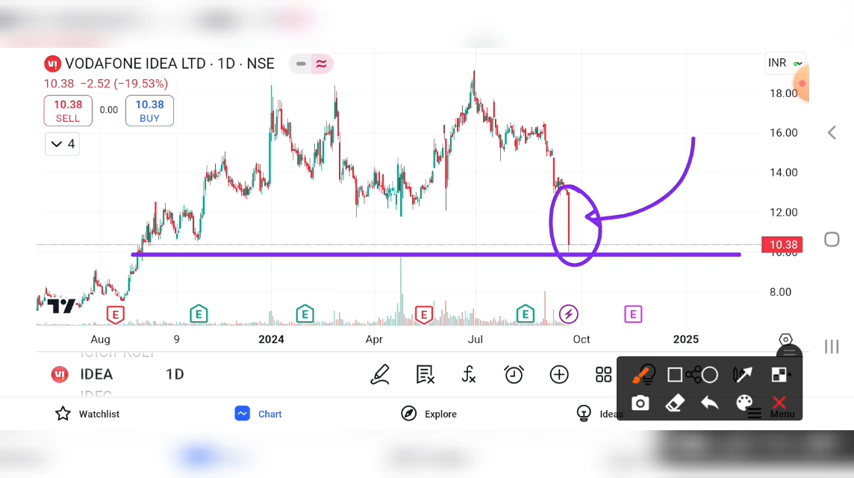 VODAFONE IDEA LTD · 1D · NSE
INR
10.38 −2.52 (−19.53%)
10.38
SELL
0.00
10.38
BUY
4
18.00
16.00
14.00
12.00
10.38
10.00
8.00
E
E
E
E
E
E
Aug
9
2024
Apr
Jul
Oct
2025
IDEA
1D
Watchlist
Chart
Explore
Ideas
Menu